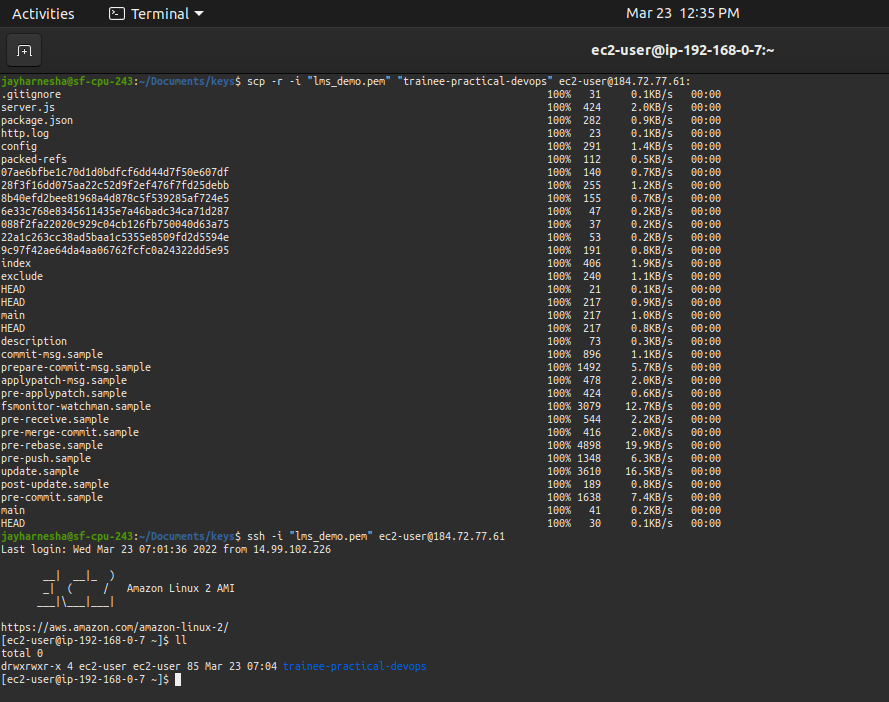 Activities Terminal Mar 23 12:35 PM
ec2-user@ip-192-168-0-7:~
jayharnesha@sf-cpu-243:~/Documents/keys$ scp -r -i "lms_demo.pem" "trainee-practical-devops" ec2-user@184.72.77.61:
.gitignore 100% 31 0.1KB/s 00:00
server.js 100% 424 2.0KB/s 00:00
package.json 100% 282 0.9KB/s 00:00
http.log 100% 23 0.1KB/s 00:00
config 100% 291 1.4KB/s 00:00
packed-refs 100% 112 0.5KB/s 00:00
07ae6bfbe1c70d1d0bdfcf6dd44d7f50e607df 100% 140 0.7KB/s 00:00
28f3f16dd075aa22c52d9f2ef476f7fd25debb 100% 255 1.2KB/s 00:00
8b40efd2bee81968a4d878c5f539285af724e5 100% 155 0.7KB/s 00:00
6e33c768e8345611435e7a46badc34ca71d287 100% 47 0.2KB/s 00:00
088f2fa22020c929c04cb126fb750040d63a75 100% 37 0.2KB/s 00:00
22a1c263cc38ad5baa1c5355e8509fd2d5594e 100% 53 0.2KB/s 00:00
9c97f42ae64da4aa06762fcfc0a24322dd5e95 100% 191 0.8KB/s 00:00
index 100% 406 1.9KB/s 00:00
exclude 100% 240 1.1KB/s 00:00
HEAD 100% 21 0.1KB/s 00:00
HEAD 100% 217 0.9KB/s 00:00
main 100% 217 1.0KB/s 00:00
HEAD 100% 217 0.8KB/s 00:00
description 100% 73 0.3KB/s 00:00
commit-msg.sample 100% 896 1.1KB/s 00:00
prepare-commit-msg.sample 100% 1492 5.7KB/s 00:00
applypatch-msg.sample 100% 478 2.0KB/s 00:00
pre-applypatch.sample 100% 424 0.6KB/s 00:00
fsmonitor-watchman.sample 100% 3079 12.7KB/s 00:00
pre-receive.sample 100% 544 2.2KB/s 00:00
pre-merge-commit.sample 100% 416 2.0KB/s 00:00
pre-rebase.sample 100% 4898 19.9KB/s 00:00
pre-push.sample 100% 1348 6.3KB/s 00:00
update.sample 100% 3610 16.5KB/s 00:00
post-update.sample 100% 189 0.8KB/s 00:00
pre-commit.sample 100% 1638 7.4KB/s 00:00
main 100% 41 0.2KB/s 00:00
HEAD 100% 30 0.1KB/s 00:00
jayharnesha@sf-cpu-243:~/Documents/keys$ ssh -i "lms_demo.pem" ec2-user@184.72.77.61
Last login: Wed Mar 23 07:01:36 2022 from 14.99.102.226
__| __|_ )
_| ( / Amazon Linux 2 AMI
___|\___|___|
https://aws.amazon.com/amazon-linux-2/
[ec2-user@ip-192-168-0-7 ~]$ ll
total 0
drwxrwxr-x 4 ec2-user ec2-user 85 Mar 23 07:04 trainee-practical-devops
[ec2-user@ip-192-168-0-7 ~]$